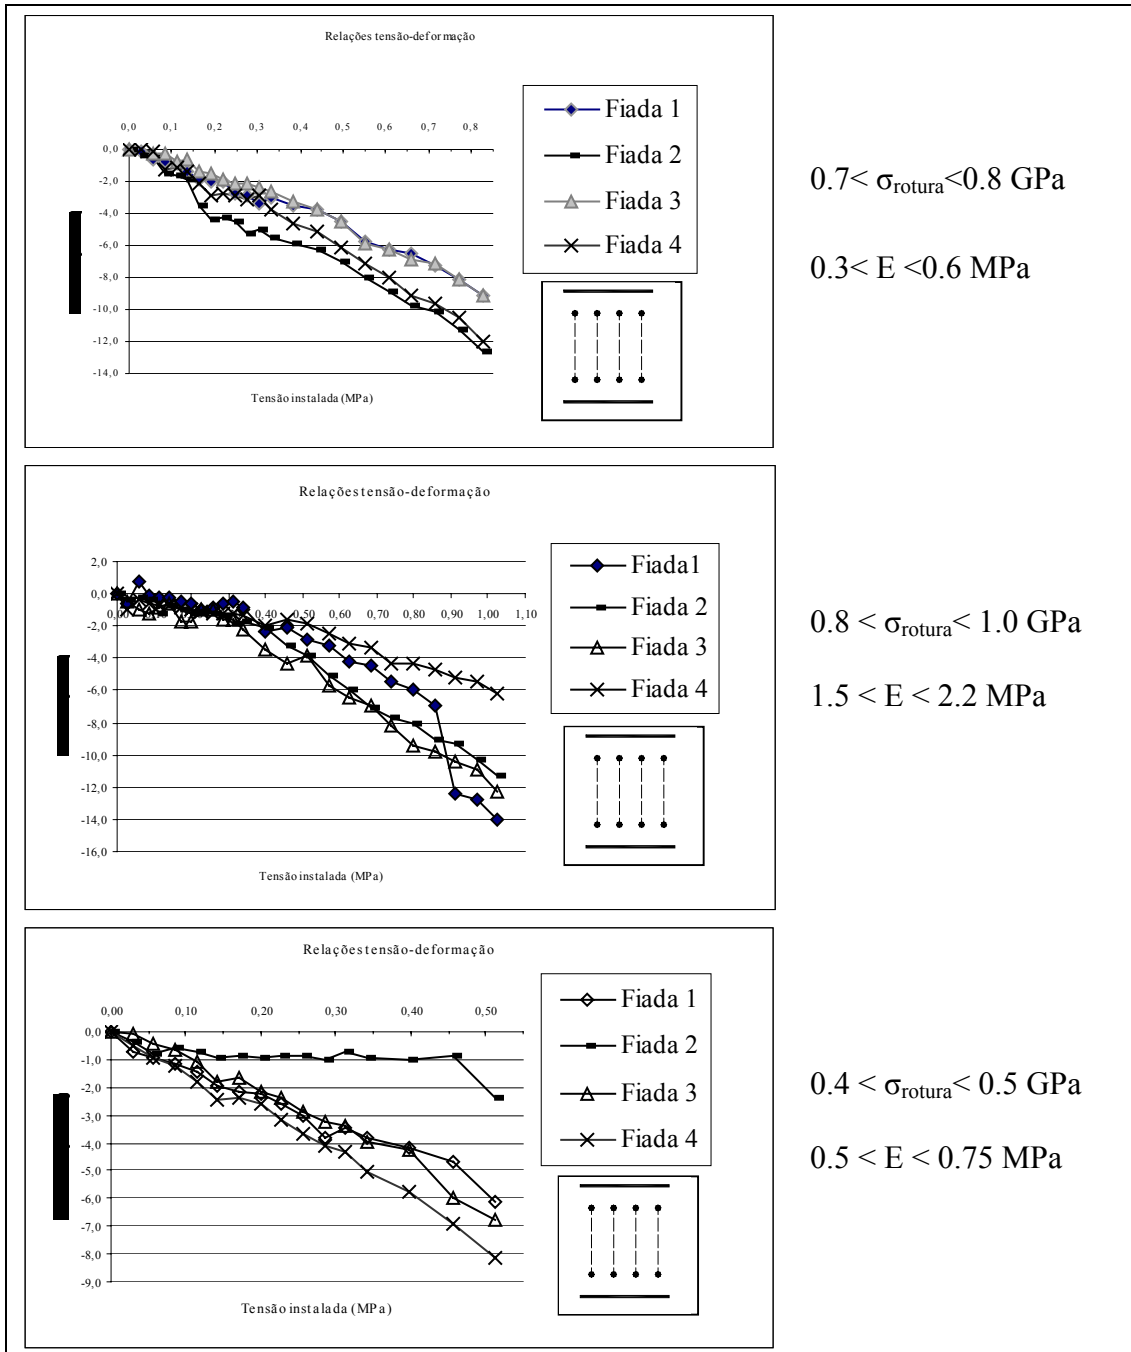 Relações tensão-deformação
0,0 0,1 0,2 0,3 0,4 0,5 0,6 0,7 0,8
0,0
-2,0
-4,0
-6,0
-8,0
-10,0
-12,0
-14,0
Tensão instalada (MPa)
Fiada 1
Fiada 2
Fiada 3
Fiada 4
0.7< σrotura<0.8 GPa
0.3< E <0.6 MPa
Relações tensão-deformação
2,0
0,0
-2,0
-4,0
-6,0
-8,0
-10,0
-12,0
-14,0
-16,0
0,00 0,10 0,20 0,30 0,40 0,50 0,60 0,70 0,80 0,90 1,00 1,10
Tensão instalada (MPa)
Fiada1
Fiada 2
Fiada 3
Fiada 4
0.8 < σrotura< 1.0 GPa
1.5 < E < 2.2 MPa
Relações tensão-deformação
0,00 0,10 0,20 0,30 0,40 0,50
0,0
-1,0
-2,0
-3,0
-4,0
-5,0
-6,0
-7,0
-8,0
-9,0
Tensão instalada (MPa)
Fiada 1
Fiada 2
Fiada 3
Fiada 4
0.4 < σrotura< 0.5 GPa
0.5 < E < 0.75 MPa